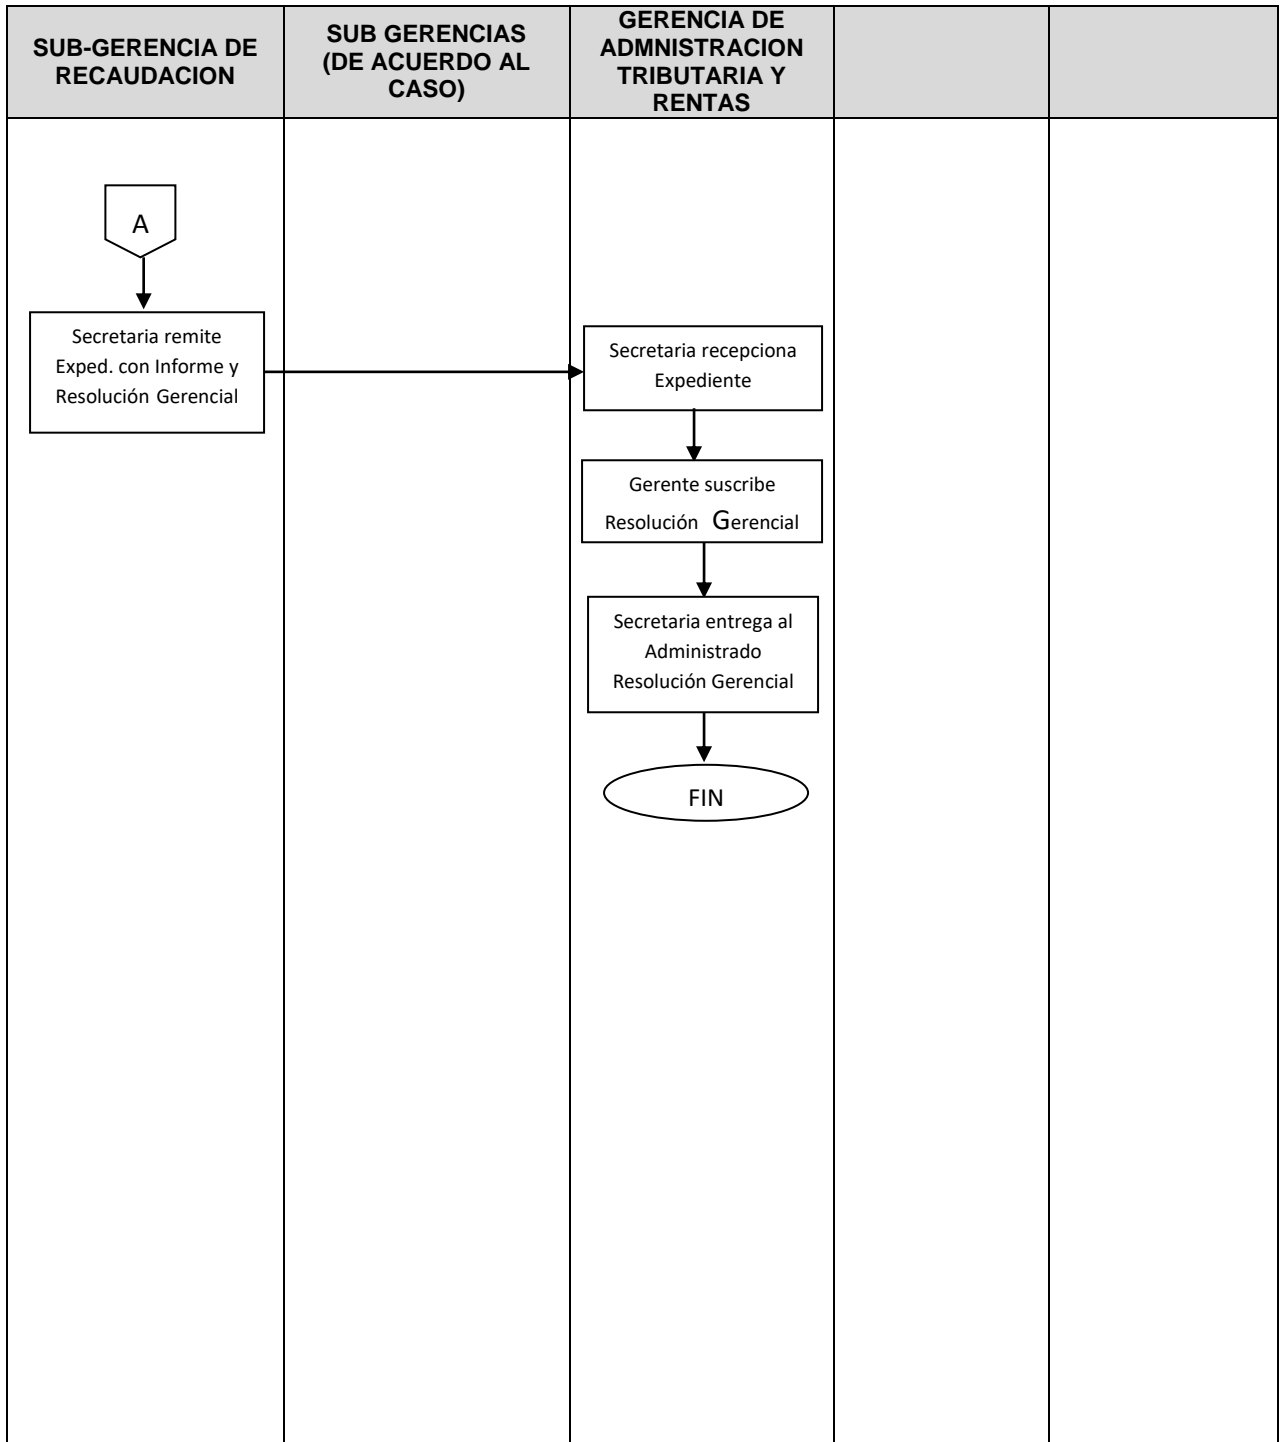 SUB-GERENCIA DE
RECAUDACION
SUB GERENCIAS
(DE ACUERDO AL
CASO)
GERENCIA DE
ADMNISTRACION
TRIBUTARIA Y
RENTAS
A
Secretaria remite
Exped. con Informe y
Resolución Gerencial
Secretaria recepciona
Expediente
Gerente suscribe
Resolución Gerencial
Secretaria entrega al
Administrado
Resolución Gerencial
FIN